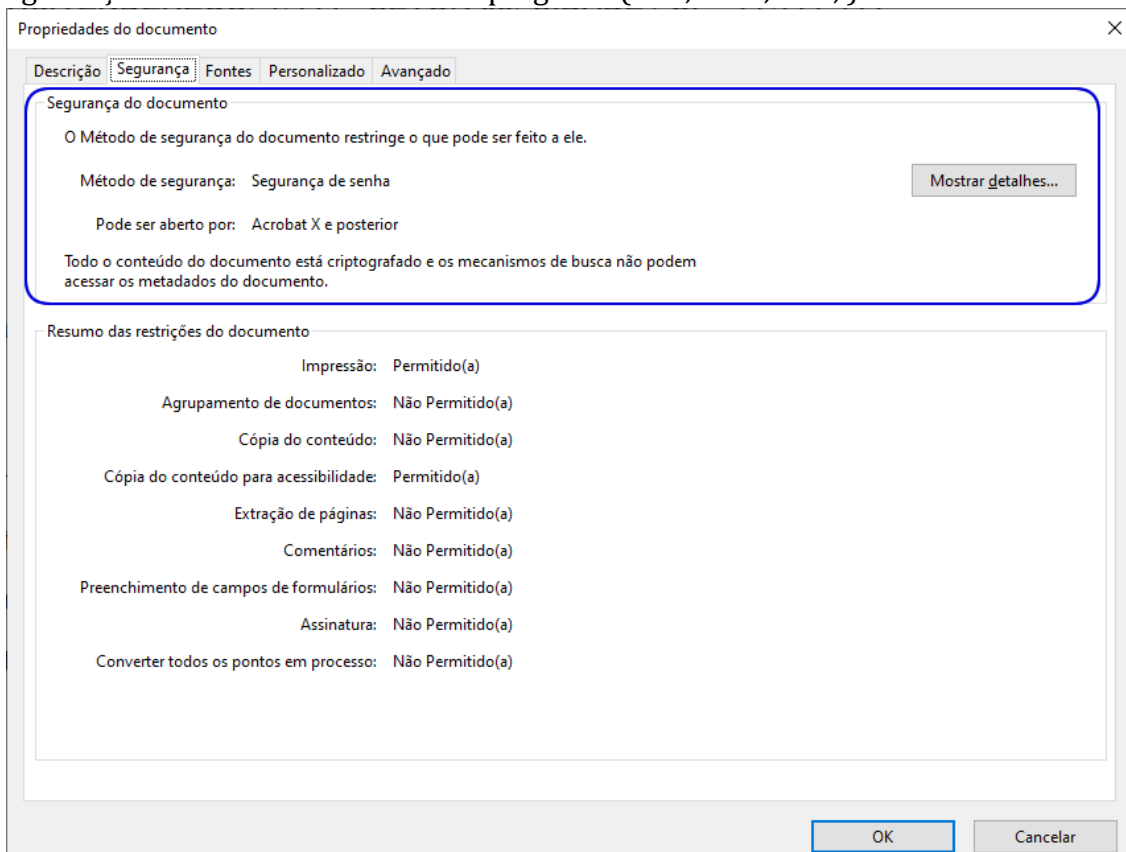 Propriedades do documento
Descrição Segurança Fontes Personalizado Avançado
Segurança do documento
O Método de segurança do documento restringe o que pode ser feito a ele.
Método de segurança: Segurança de senha
Mostrar detalhes...
Pode ser aberto por: Acrobat X e posterior
Todo o conteúdo do documento está criptografado e os mecanismos de busca não podem
acessar os metadados do documento.
Resumo das restrições do documento
Impressão: Permitido(a)
Agrupamento de documentos: Não Permitido(a)
Cópia do conteúdo: Não Permitido(a)
Cópia do conteúdo para acessibilidade: Permitido(a)
Extração de páginas: Não Permitido(a)
Comentários: Não Permitido(a)
Preenchimento de campos de formulários: Não Permitido(a)
Assinatura: Não Permitido(a)
Converter todos os pontos em processo: Não Permitido(a)
OK Cancelar